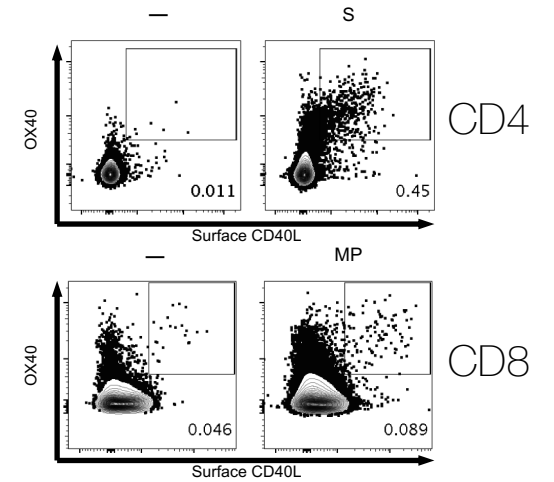 — S
OX40
0.011 0.45
CD4
Surface CD40L
— MP
OX40
0.046 0.089
CD8
Surface CD40L